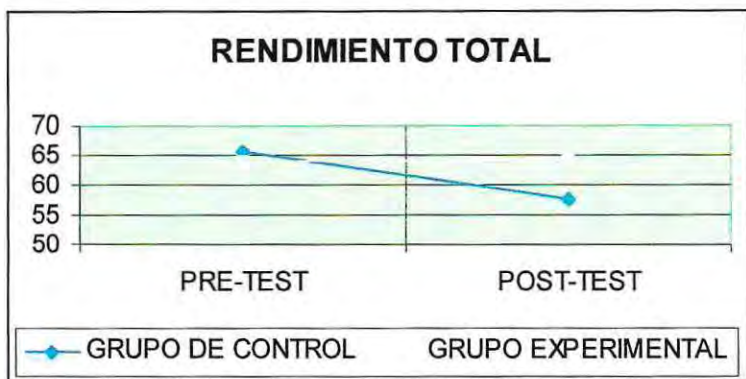 RENDIMIENTO TOTAL
70
65
60
55
50
PRE-TEST POST-TEST
GRUPO DE CONTROL GRUPO EXPERIMENTAL